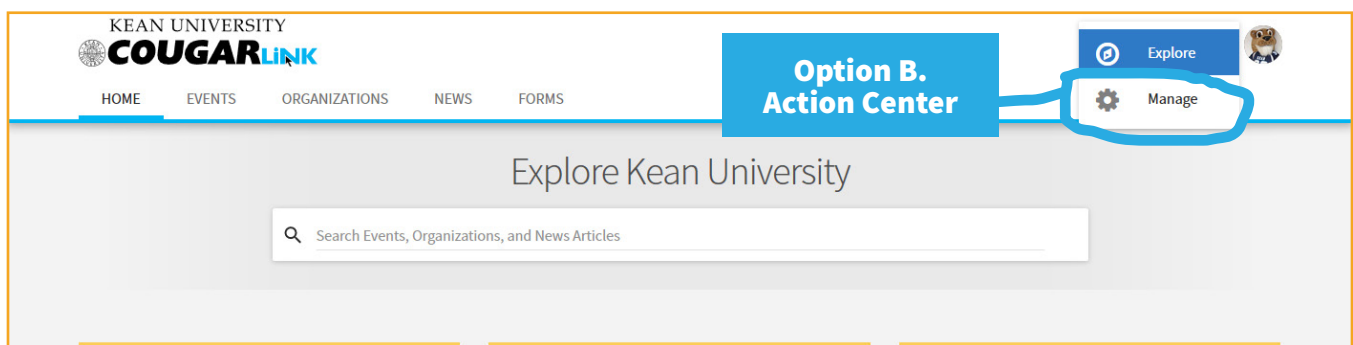 KEAN UNIVERSITY
COUGARLiNK
HOME EVENTS ORGANIZATIONS NEWS FORMS
Option B.
Action Center
Explore
Manage
Explore Kean University
Search Events, Organizations, and News Articles